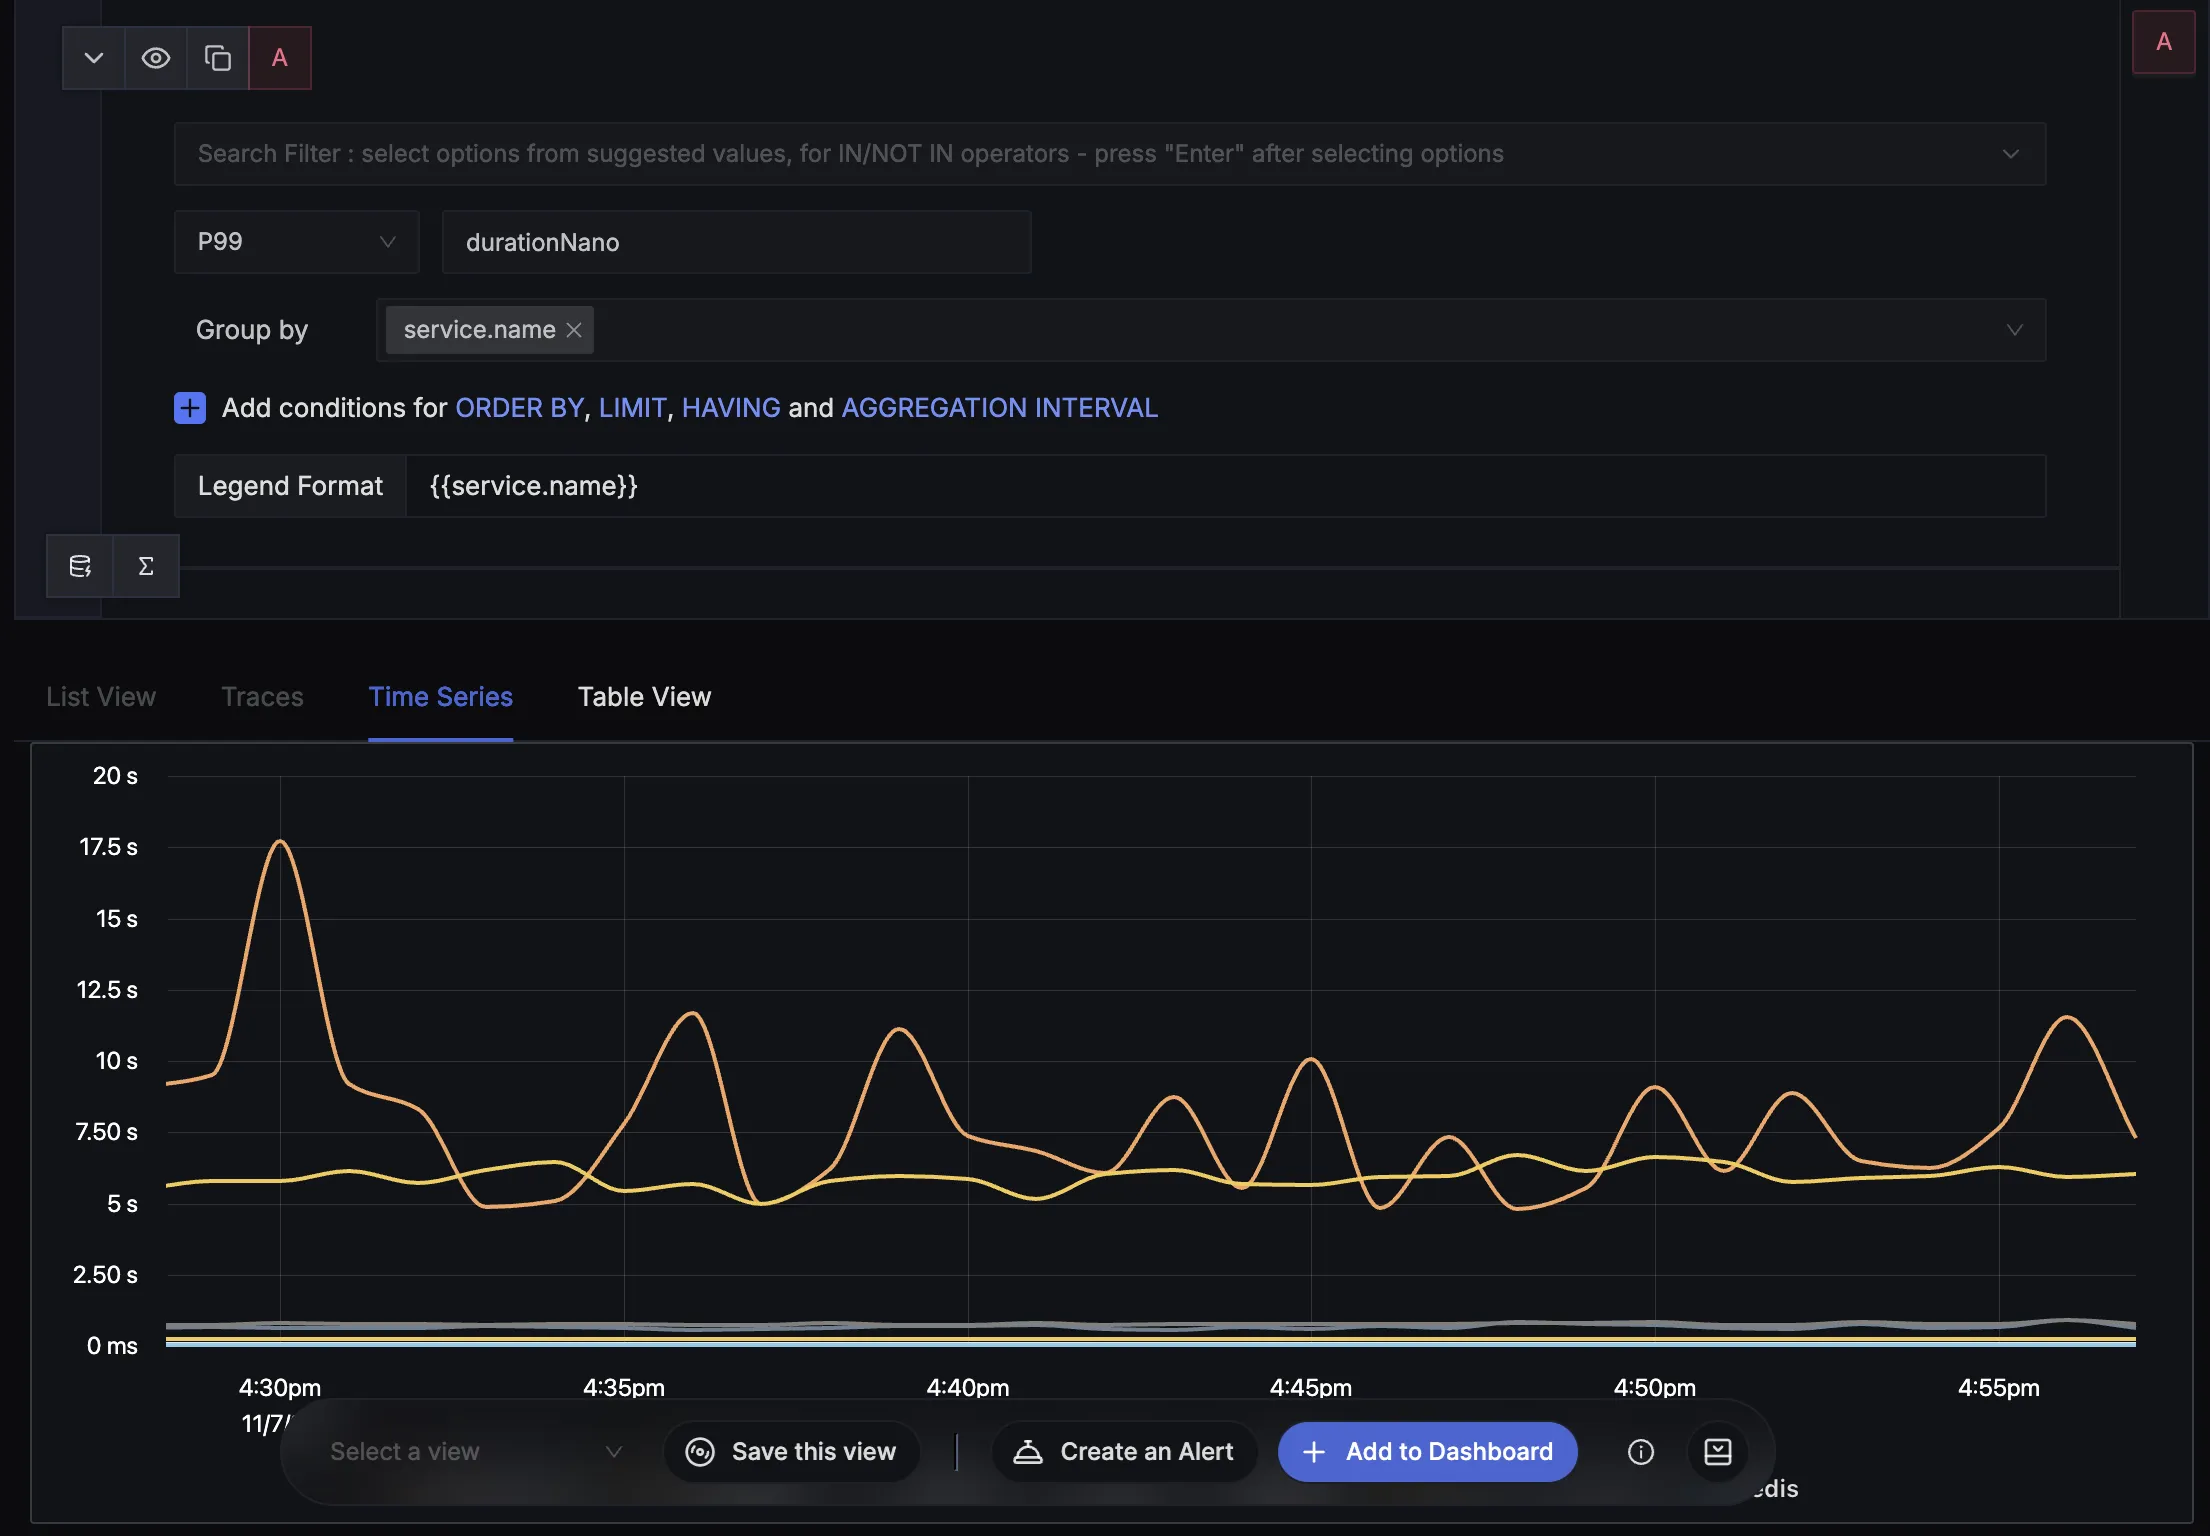 A
A
Search Filter : select options from suggested values, for IN/NOT IN operators - press "Enter" after selecting options
P99
durationNano
Group by
service.name
Add conditions for ORDER BY, LIMIT, HAVING and AGGREGATION INTERVAL
Legend Format
{{service.name}}
Σ
List View
Traces
Time Series
Table View
20 s
17.5 s
15 s
12.5 s
10 s
7.50 s
5 s
2.50 s
0 ms
4:30pm
4:35pm
4:40pm
4:45pm
4:50pm
4:55pm
11/7/
Select a view
Save this view
Create an Alert
Add to Dashboard